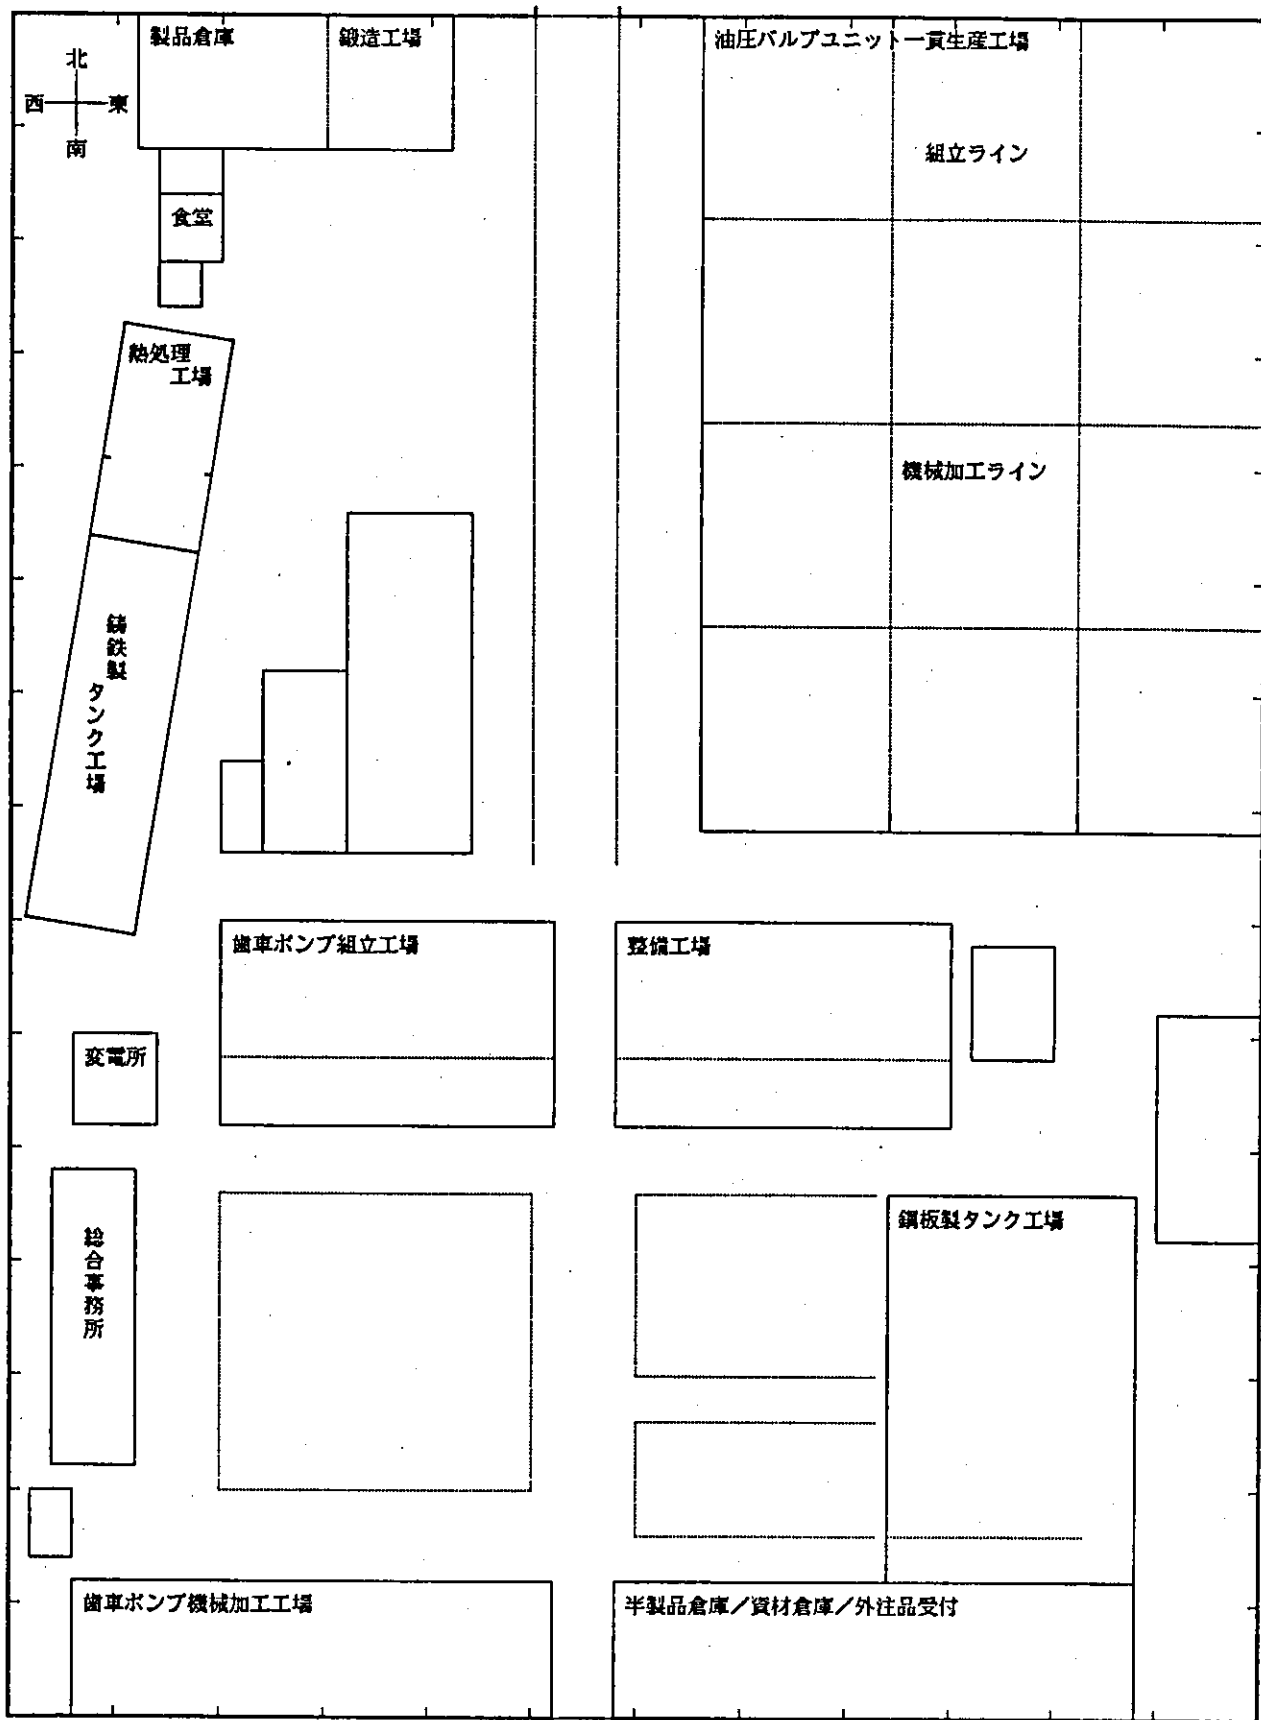 製品倉庫
鍛造工場
油圧バルブユニット一貫生産工場
北
西
東
南
組立ライン
食堂
熱処理
工場
機械加工ライン
鋳鉄製
タンク工場
歯車ポンプ組立工場
整備工場
変電所
総合事務所
鋼板製タンク工場
歯車ポンプ機械加工工場
半製品倉庫/資材倉庫/外注品受付